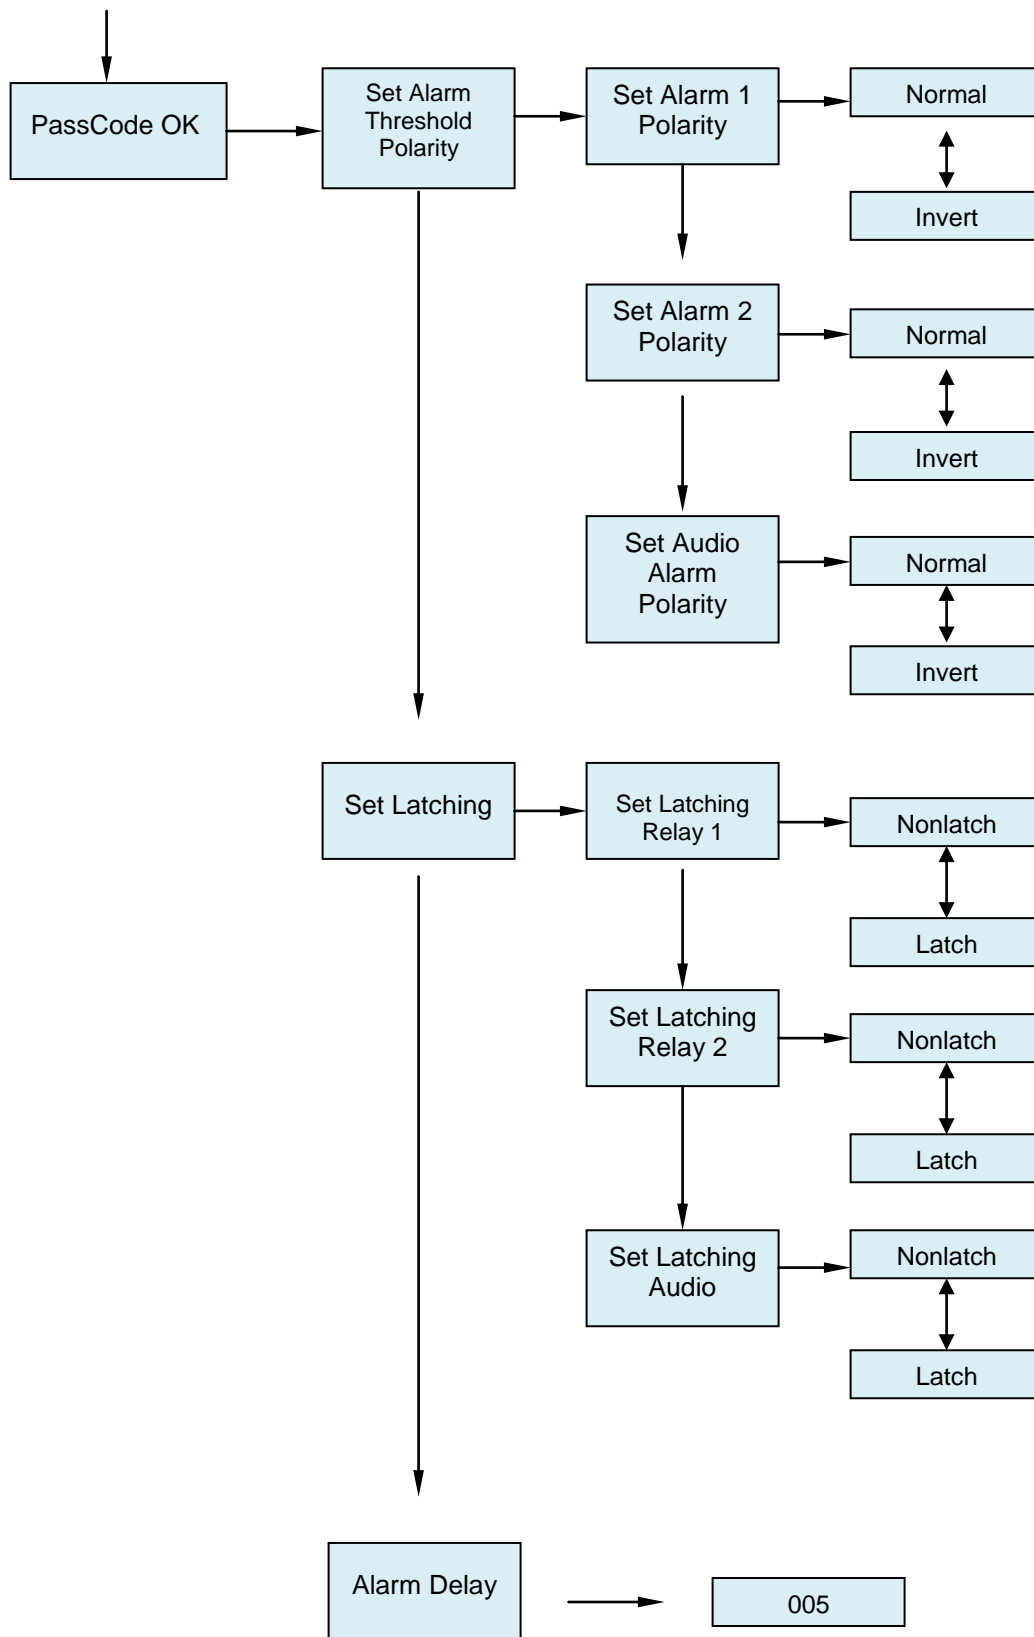 PassCode OK
Set Alarm
Threshold
Polarity
Set Alarm 1
Polarity
Normal
Invert
Set Alarm 2
Polarity
Normal
Invert
Set Audio
Alarm
Polarity
Normal
Invert
Set Latching
Set Latching
Relay 1
Nonlatch
Latch
Set Latching
Relay 2
Nonlatch
Latch
Set Latching
Audio
Nonlatch
Latch
Alarm Delay
005